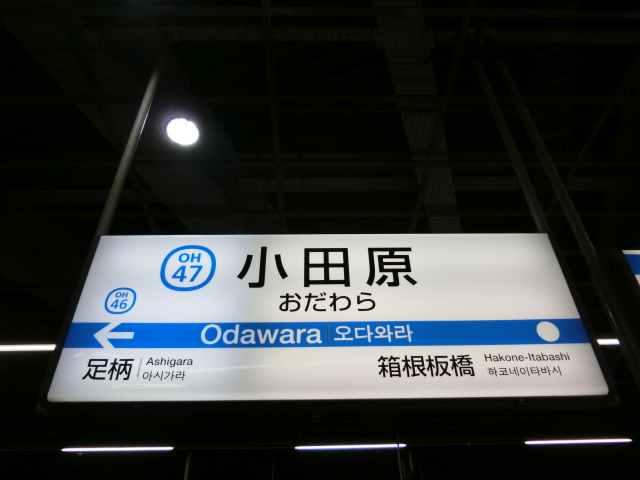 OH
47
小田原
おだわら
OH
46
Odawara 오다와라
足柄 Ashigara
아시가라
箱根板橋 Hakone-Itabashi
하코네이타바시